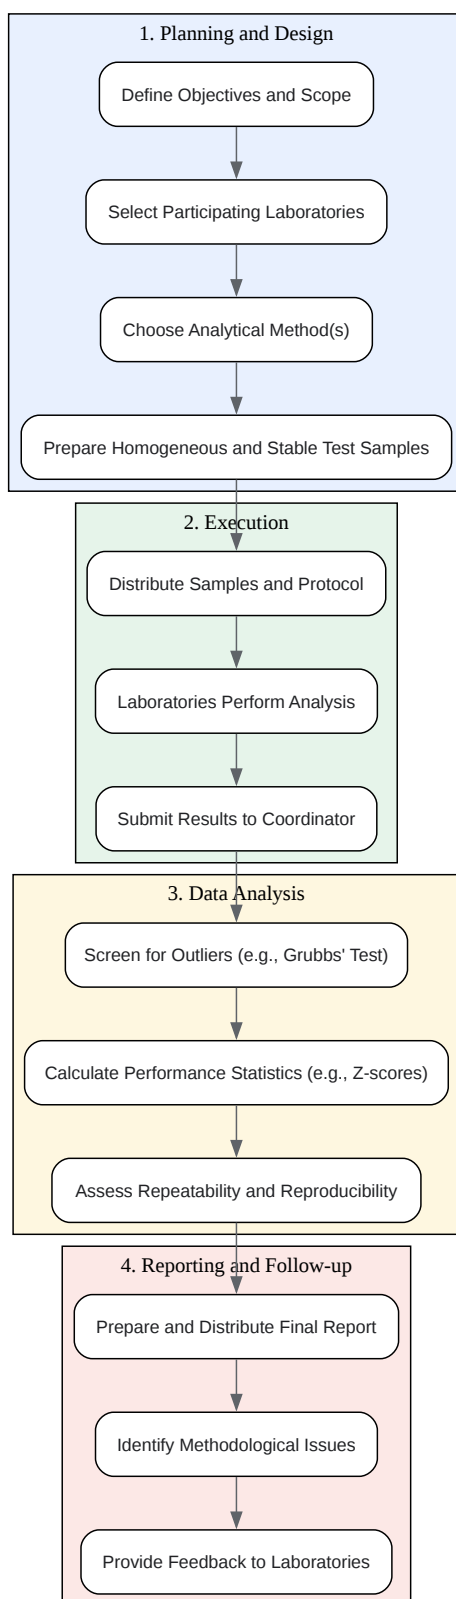 1. Planning and Design
Define Objectives and Scope
Select Participating Laboratories
Choose Analytical Method(s)
Prepare Homogeneous and Stable Test Samples
2. Execution
Distribute Samples and Protocol
Laboratories Perform Analysis
Submit Results to Coordinator
3. Data Analysis
Screen for Outliers (e.g., Grubbs' Test)
Calculate Performance Statistics (e.g., Z-scores)
Assess Repeatability and Reproducibility
4. Reporting and Follow-up
Prepare and Distribute Final Report
Identify Methodological Issues
Provide Feedback to Laboratories